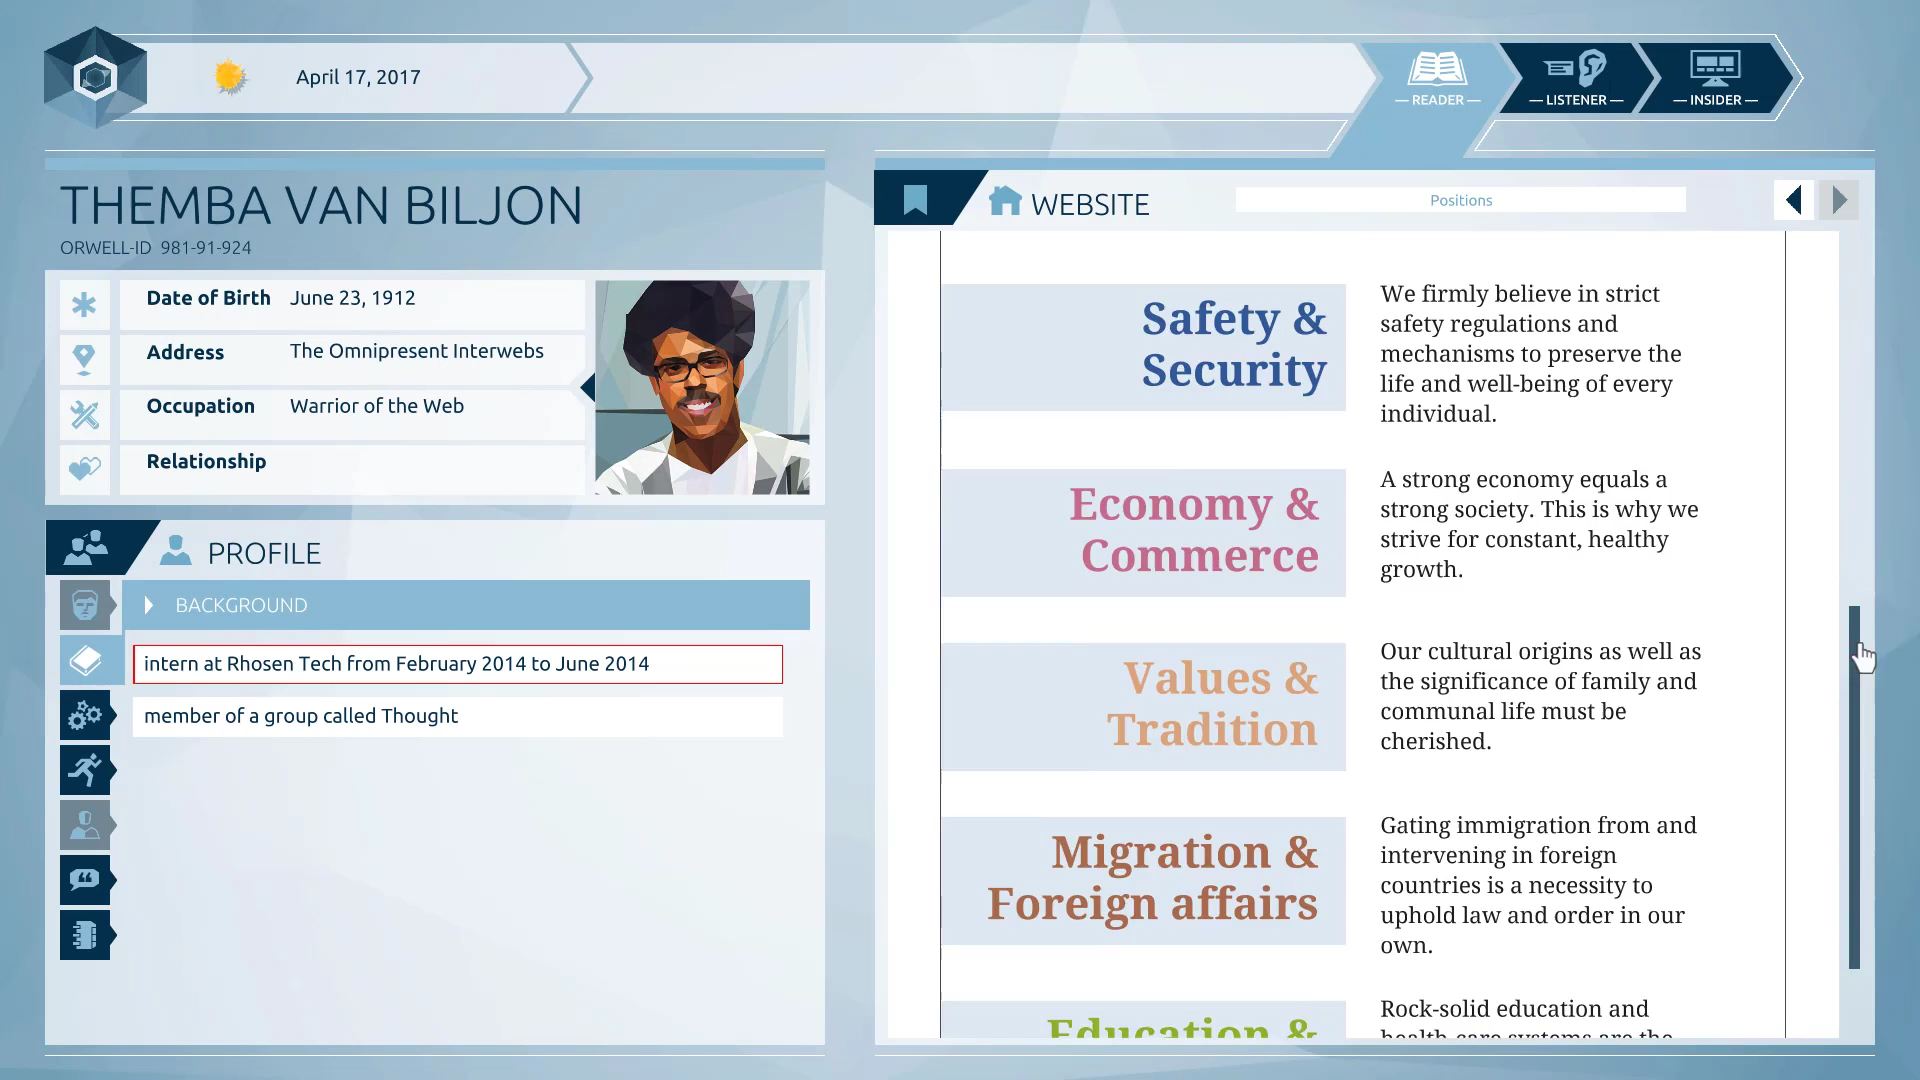 April 17, 2017
— READER —
— LISTENER —
— INSIDER —
THEMBA VAN BILJON
ORWELL-ID 981-91-924
Date of Birth June 23, 1912
Address The Omnipresent Interwebs
Occupation Warrior of the Web
Relationship
PROFILE
BACKGROUND
intern at Rhosen Tech from February 2014 to June 2014
member of a group called Thought
WEBSITE
Positions
Safety &
Security
We firmly believe in strict
safety regulations and
mechanisms to preserve the
life and well-being of every
individual.
Economy &
Commerce
A strong economy equals a
strong society. This is why we
strive for constant, healthy
growth.
Values &
Tradition
Our cultural origins as well as
the significance of family and
communal life must be
cherished.
Migration &
Foreign affairs
Gating immigration from and
intervening in foreign
countries is a necessity to
uphold law and order in our
own.
Education &
Rock-solid education and
health-care systems are the